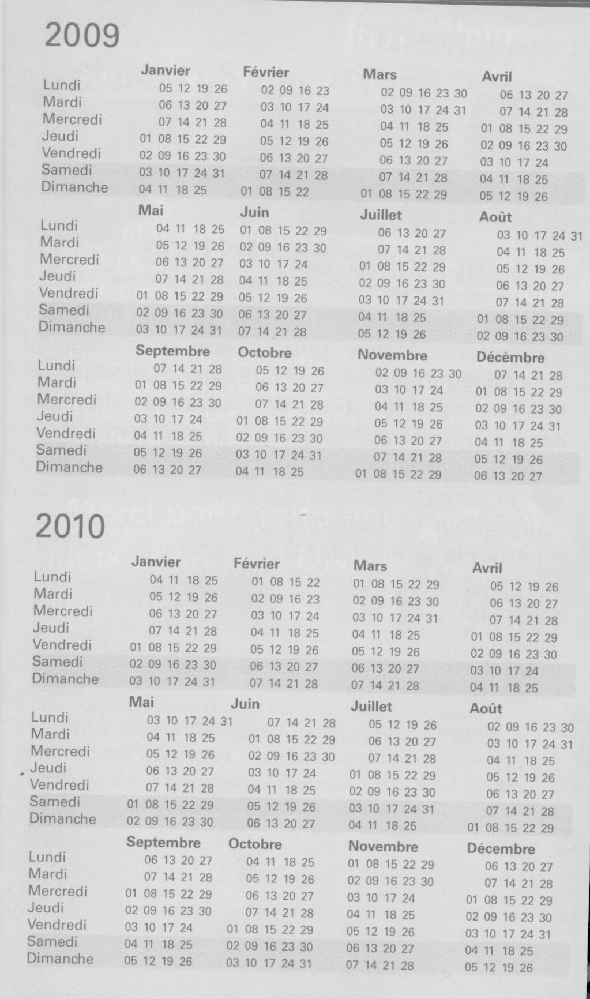 2009
Janvier Février Mars Avril
Lundi 05 12 19 26 02 09 16 23 02 09 16 23 30 06 13 20 27
Mardi 06 13 20 27 03 10 17 24 03 10 17 24 31 07 14 21 28
Mercredi 07 14 21 28 04 11 18 25 04 11 18 25 01 08 15 22 29
Jeudi 01 08 15 22 29 05 12 19 26 05 12 19 26 02 09 16 23 30
Vendredi 02 09 16 23 30 06 13 20 27 06 13 20 27 03 10 17 24
Samedi 03 10 17 24 31 07 14 21 28 07 14 21 28 04 11 18 25
Dimanche 04 11 18 25 01 08 15 22 01 08 15 22 29 05 12 19 26
Mai Juin Juillet Août
Lundi 04 11 18 25 01 08 15 22 29 06 13 20 27 03 10 17 24 31
Mardi 05 12 19 26 02 09 16 23 30 07 14 21 28 04 11 18 25
Mercredi 06 13 20 27 03 10 17 24 01 08 15 22 29 05 12 19 26
Jeudi 07 14 21 28 04 11 18 25 02 09 16 23 30 06 13 20 27
Vendredi 01 08 15 22 29 05 12 19 26 03 10 17 24 31 07 14 21 28
Samedi 02 09 16 23 30 06 13 20 27 04 11 18 25 01 08 15 22 29
Dimanche 03 10 17 24 31 07 14 21 28 05 12 19 26 02 09 16 23 30
Septembre Octobre Novembre Décembre
Lundi 07 14 21 28 05 12 19 26 02 09 16 23 30 07 14 21 28
Mardi 01 08 15 22 29 06 13 20 27 03 10 17 24 01 08 15 22 29
Mercredi 02 09 16 23 30 07 14 21 28 04 11 18 25 02 09 16 23 30
Jeudi 03 10 17 24 01 08 15 22 29 05 12 19 26 03 10 17 24 31
Vendredi 04 11 18 25 02 09 16 23 30 06 13 20 27 04 11 18 25
Samedi 05 12 19 26 03 10 17 24 31 07 14 21 28 05 12 19 26
Dimanche 06 13 20 27 04 11 18 25 01 08 15 22 29 06 13 20 27
2010
Janvier Février Mars Avril
Lundi 04 11 18 25 01 08 15 22 01 08 15 22 29 05 12 19 26
Mardi 05 12 19 26 02 09 16 23 02 09 16 23 30 06 13 20 27
Mercredi 06 13 20 27 03 10 17 24 03 10 17 24 31 07 14 21 28
Jeudi 07 14 21 28 04 11 18 25 04 11 18 25 01 08 15 22 29
Vendredi 01 08 15 22 29 05 12 19 26 05 12 19 26 02 09 16 23 30
Samedi 02 09 16 23 30 06 13 20 27 06 13 20 27 03 10 17 24
Dimanche 03 10 17 24 31 07 14 21 28 07 14 21 28 04 11 18 25
Mai Juin Juillet Août
Lundi 03 10 17 24 31 07 14 21 28 05 12 19 26 02 09 16 23 30
Mardi 04 11 18 25 01 08 15 22 29 06 13 20 27 03 10 17 24 31
Mercredi 05 12 19 26 02 09 16 23 30 07 14 21 28 04 11 18 25
Jeudi 06 13 20 27 03 10 17 24 01 08 15 22 29 05 12 19 26
Vendredi 07 14 21 28 04 11 18 25 02 09 16 23 30 06 13 20 27
Samedi 01 08 15 22 29 05 12 19 26 03 10 17 24 31 07 14 21 28
Dimanche 02 09 16 23 30 06 13 20 27 04 11 18 25 01 08 15 22 29
Septembre Octobre Novembre Décembre
Lundi 06 13 20 27 04 11 18 25 01 08 15 22 29 06 13 20 27
Mardi 07 14 21 28 05 12 19 26 02 09 16 23 30 07 14 21 28
Mercredi 01 08 15 22 29 06 13 20 27 03 10 17 24 01 08 15 22 29
Jeudi 02 09 16 23 30 07 14 21 28 04 11 18 25 02 09 16 23 30
Vendredi 03 10 17 24 01 08 15 22 29 05 12 19 26 03 10 17 24 31
Samedi 04 11 18 25 02 09 16 23 30 06 13 20 27 04 11 18 25
Dimanche 05 12 19 26 03 10 17 24 31 07 14 21 28 05 12 19 26